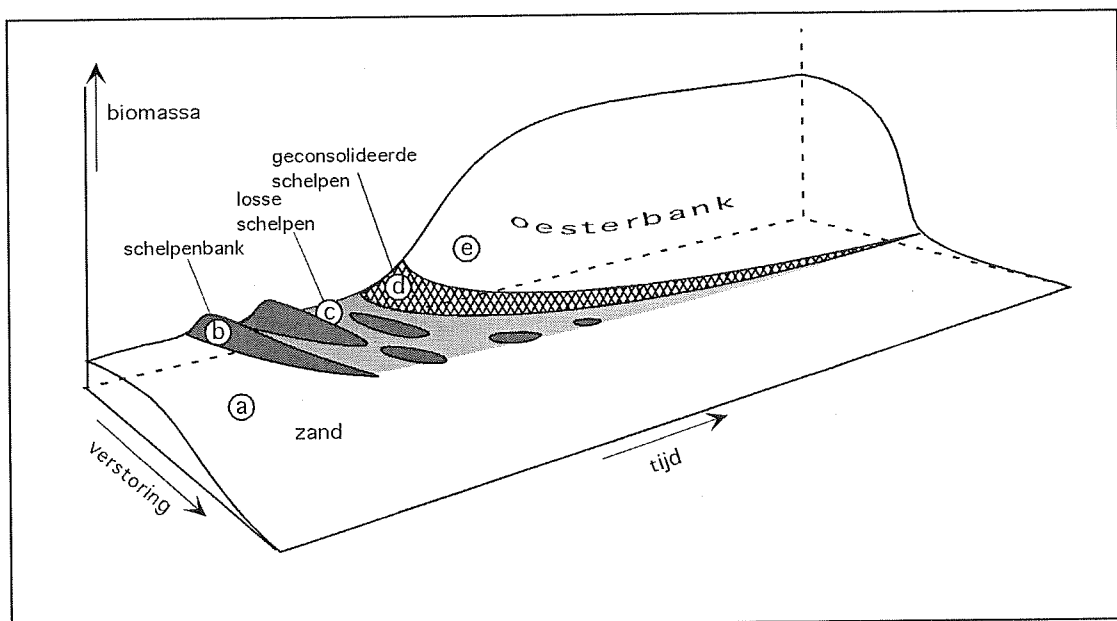 biomassa
geconsolideerde
schelpen
losse
schelpen
schelpenbank
oesterbank
e
d
c
b
a
zand
tijd
verstoring